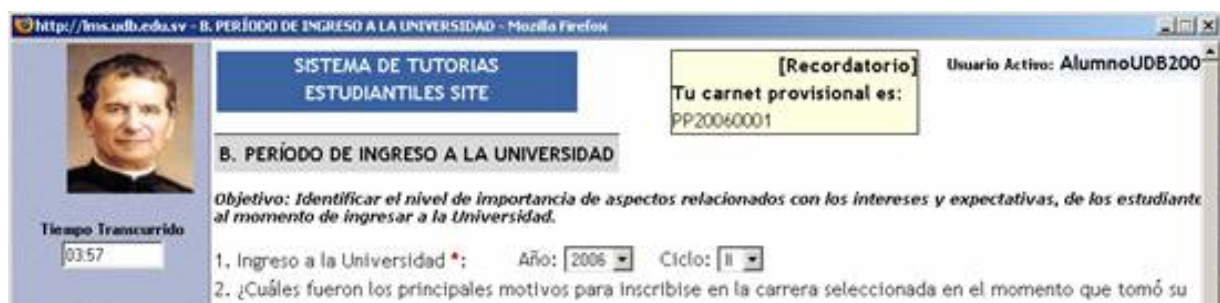 http://lms.udb.edu.sv - B. PERÍODO DE INGRESO A LA UNIVERSIDAD - Mozilla Firefox
SISTEMA DE TUTORIAS
ESTUDIANTILES SITE
[Recordatorio]
Tu carnet provisional es:
PP20060001
Usuario Activo: AlumnoUDB200
B. PERÍODO DE INGRESO A LA UNIVERSIDAD
Objetivo: Identificar el nivel de importancia de aspectos relacionados con los intereses y expectativas, de los estudiante
al momento de ingresar a la Universidad.
Tiempo Transcurrido
03:57
1. Ingreso a la Universidad *: Año: 2006 Ciclo: II
2. ¿Cuáles fueron los principales motivos para inscribise en la carrera seleccionada en el momento que tomó su